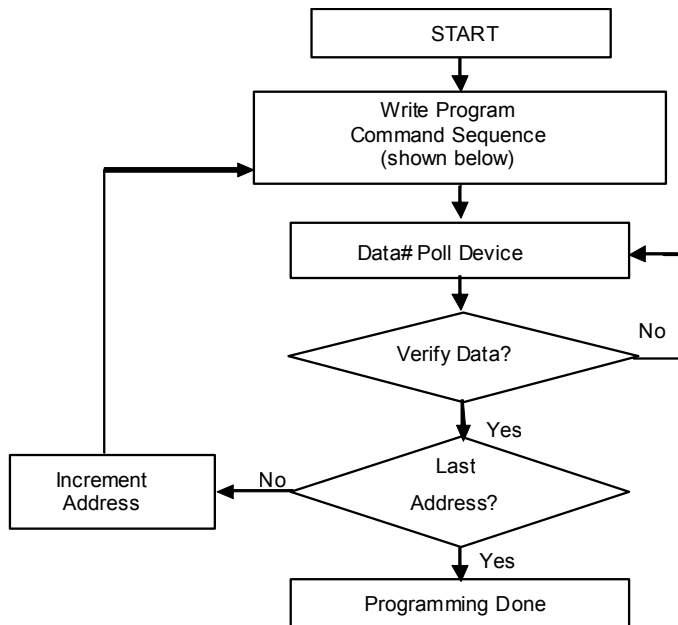 START
Write Program
Command Sequence
(shown below)
Data# Poll Device
Verify Data?
No
Yes
Last
Address?
No
Increment
Address
Yes
Programming Done